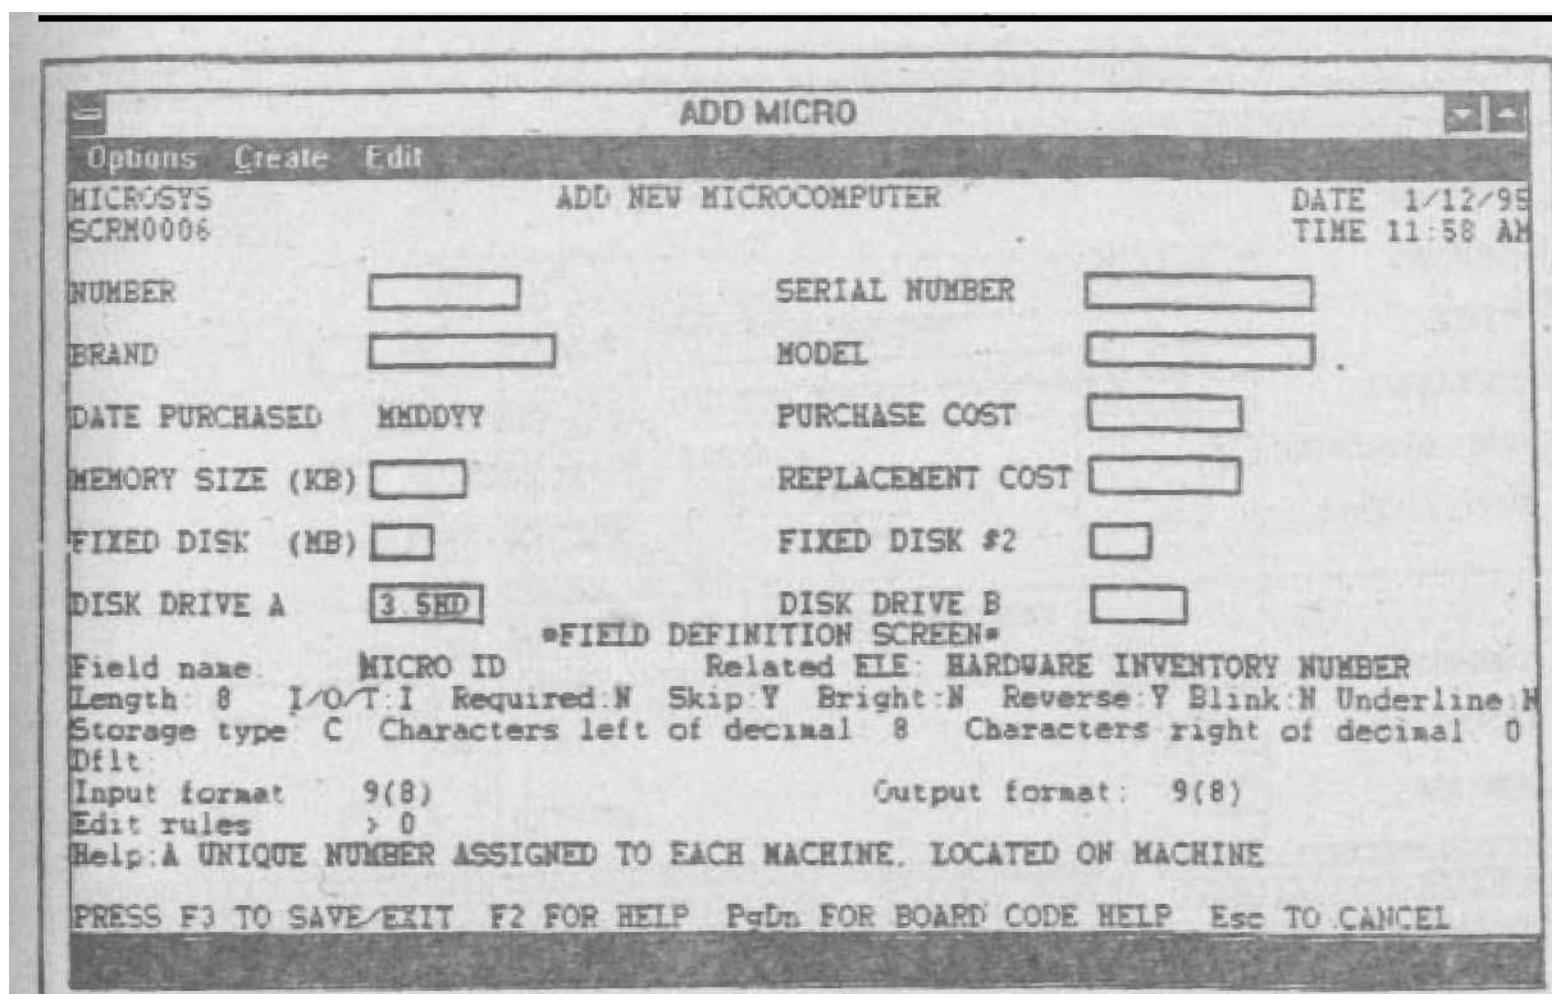 ADD MICRO
Options Create Edit
MICROSYS ADD NEW MICROCOMPUTER DATE 1/12/95
SCRM0006 TIME 11:58 AM
NUMBER SERIAL NUMBER
BRAND MODEL
DATE PURCHASED MMDDYY PURCHASE COST
MEMORY SIZE (KB) REPLACEMENT COST
FIXED DISK (MB) FIXED DISK #2
DISK DRIVE A 3.5HD DISK DRIVE B
*FIELD DEFINITION SCREEN*
Field name: MICRO ID Related ELE: HARDWARE INVENTORY NUMBER
Length: 8 I/O/T:I Required:N Skip:Y Bright:N Reverse:Y Blink:N Underline:N
Storage type: C Characters left of decimal 8 Characters right of decimal 0
Dflt:
Input format 9(8) Output format: 9(8)
Edit rules > 0
Help:A UNIQUE NUMBER ASSIGNED TO EACH MACHINE. LOCATED ON MACHINE
PRESS F3 TO SAVE/EXIT F2 FOR HELP PgDn FOR BOARD CODE HELP Esc TO CANCEL